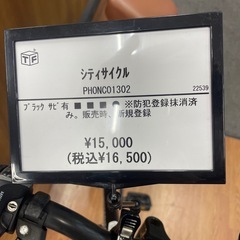 TF
シティサイクル
PHONC01302
22539
ブラック サビ有 ■ ■ ■ ● ※防犯登録抹消済
み。販売時、新規登録
¥15,000
(税込¥16,500)